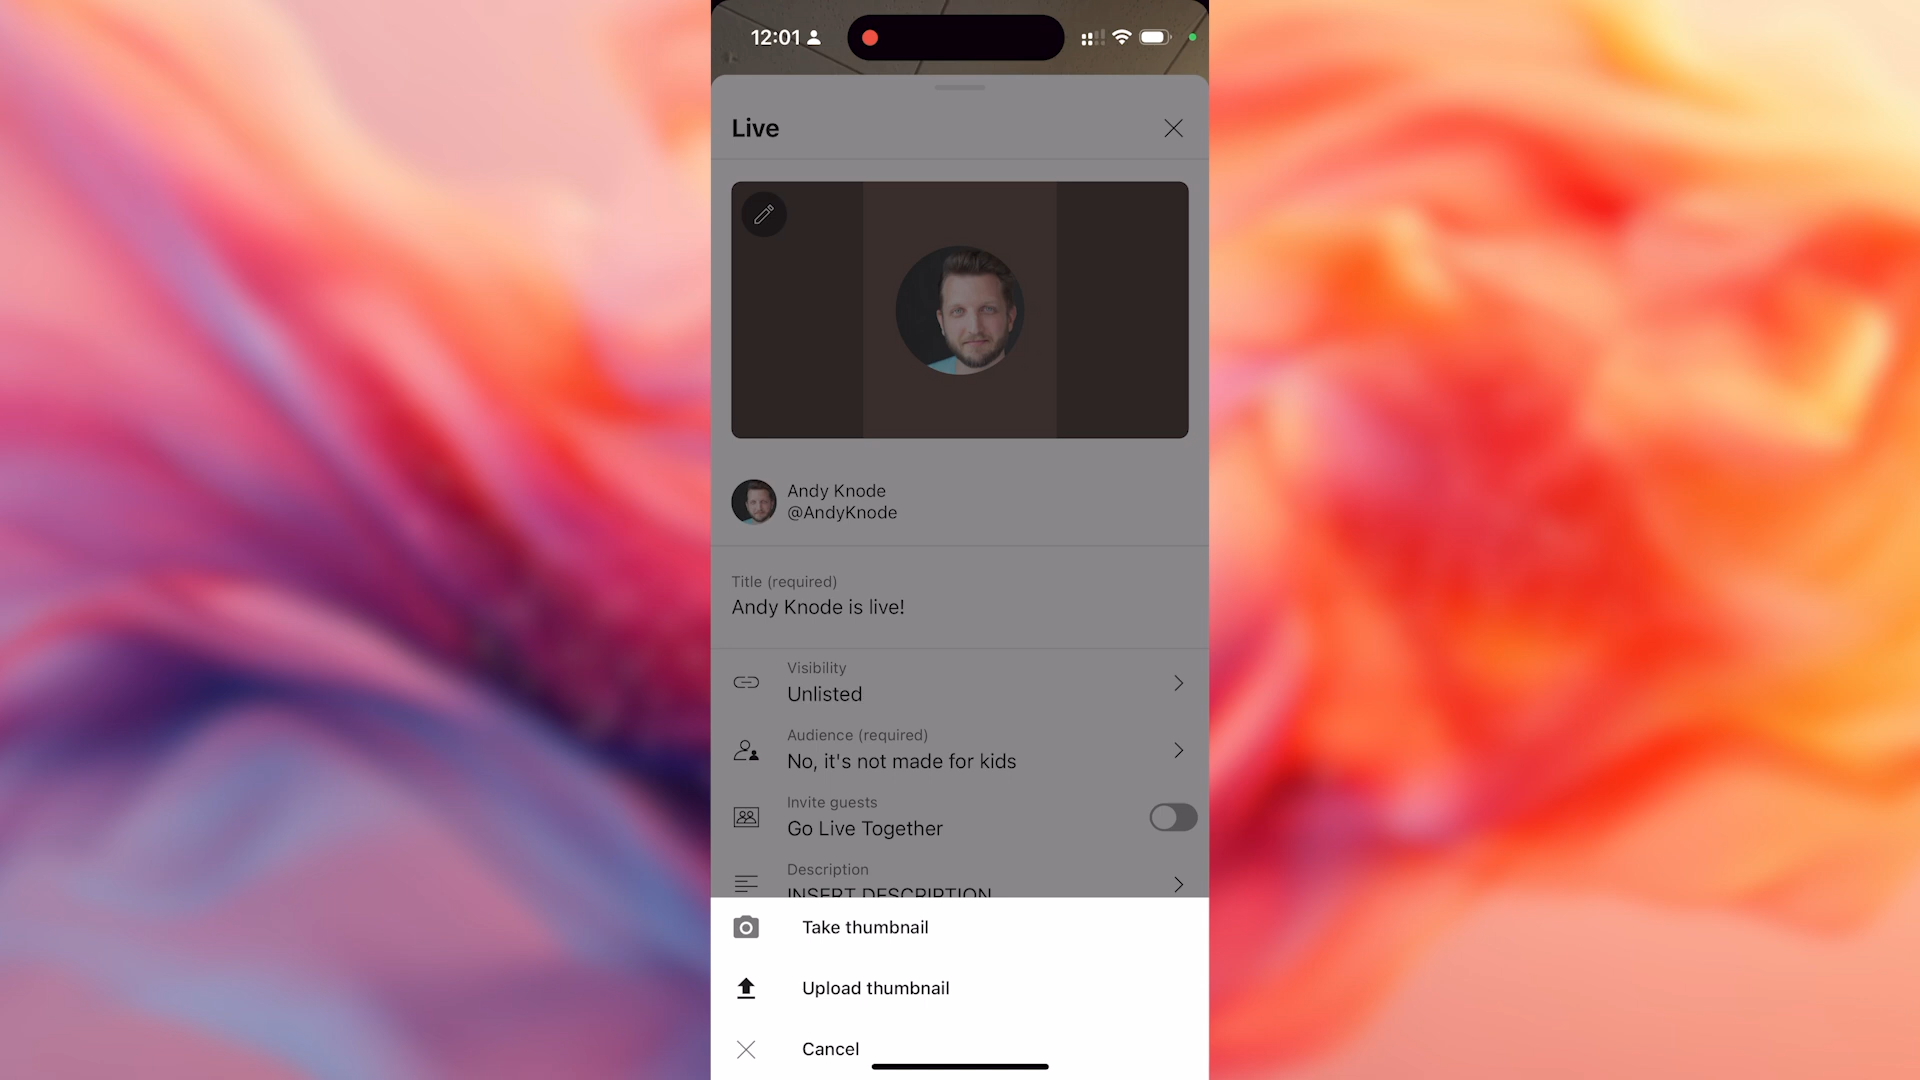 12:01
Live
Andy Knode
@AndyKnode
Title (required)
Andy Knode is live!
Visibility
Unlisted
Audience (required)
No, it's not made for kids
Invite guests
Go Live Together
Description
INSERT DESCRIPTION
Take thumbnail
Upload thumbnail
Cancel